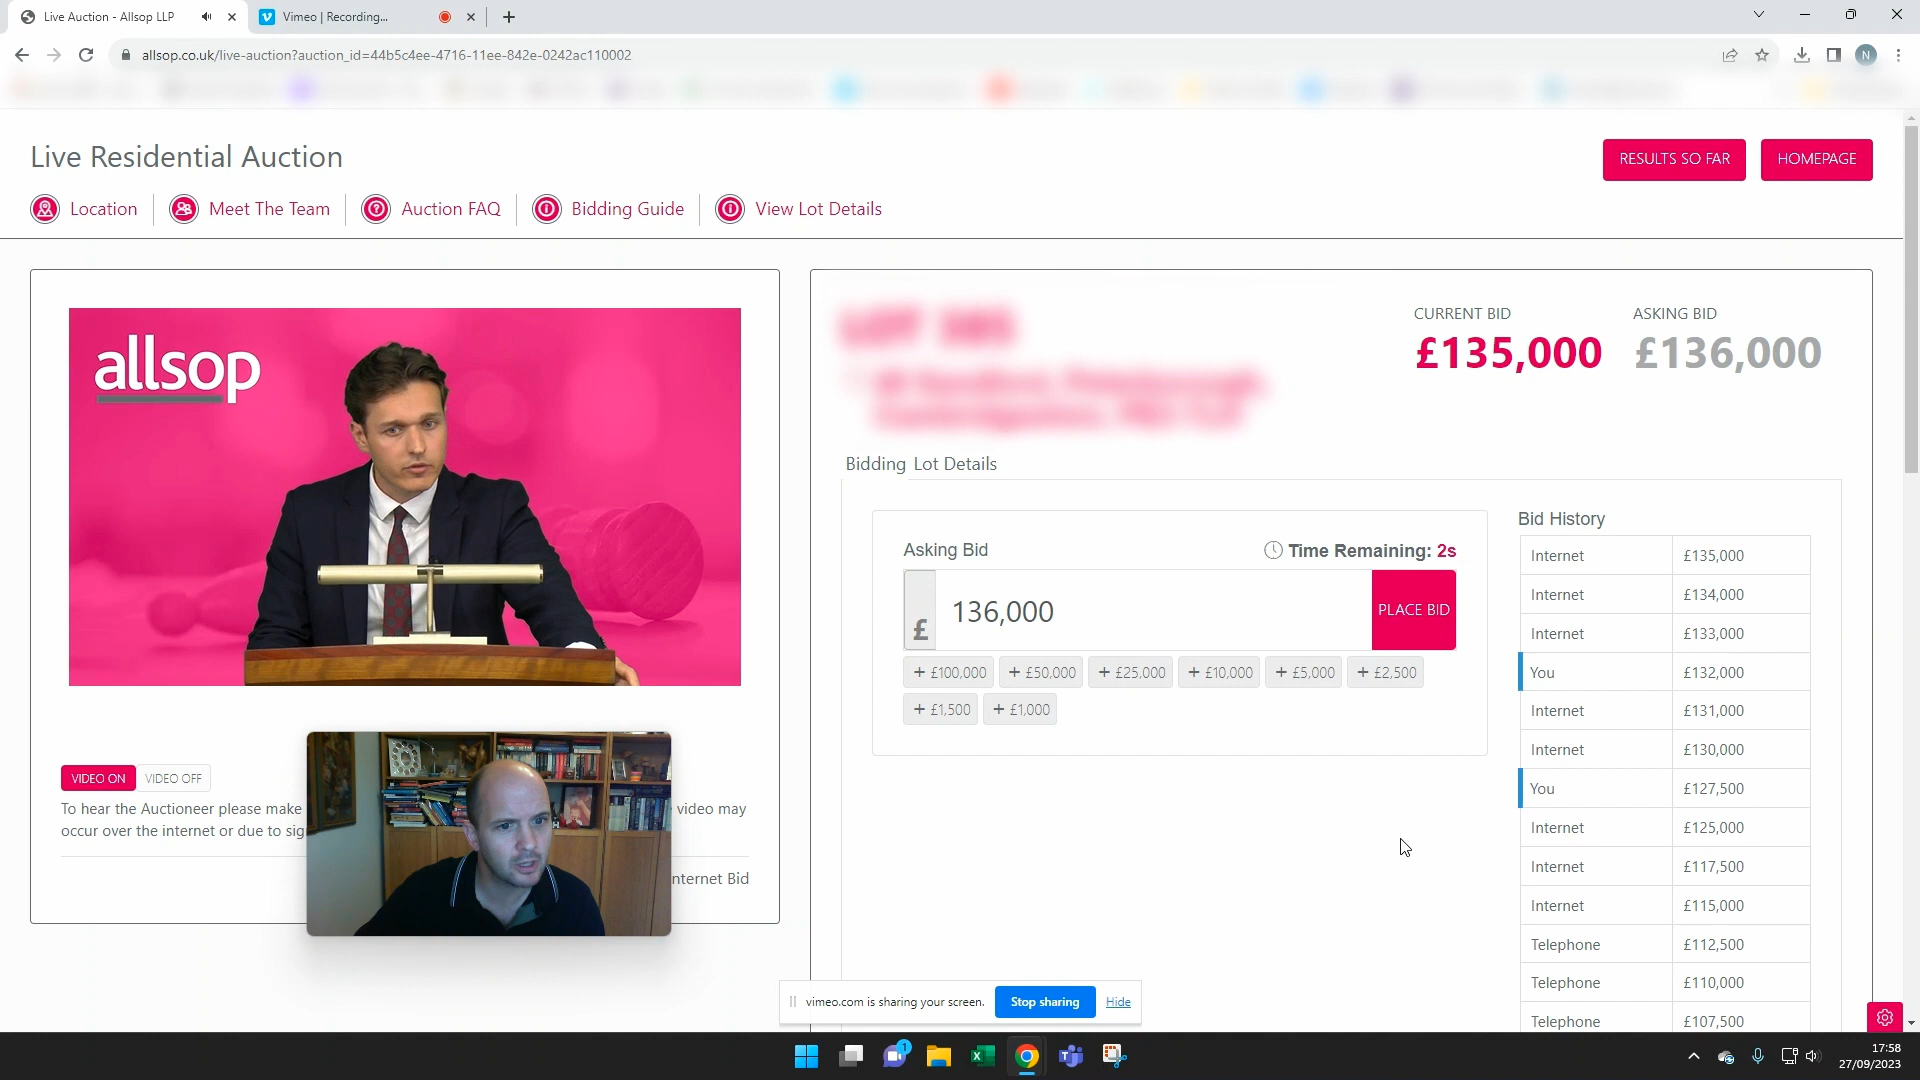 Live Auction - Allsop LLP
Vimeo | Recording...
allsop.co.uk/live-auction?auction_id=44b5c4ee-4716-11ee-842e-0242ac110002
N
Live Residential Auction
RESULTS SO FAR
HOMEPAGE
Location
Meet The Team
Auction FAQ
Bidding Guide
View Lot Details
allsop
CURRENT BID
£135,000
ASKING BID
£136,000
Bidding
Lot Details
Asking Bid
Time Remaining: 2s
£
136,000
PLACE BID
+ £100,000
+ £50,000
+ £25,000
+ £10,000
+ £5,000
+ £2,500
+ £1,500
+ £1,000
Bid History
Internet £135,000
Internet £134,000
Internet £133,000
You £132,000
Internet £131,000
Internet £130,000
You £127,500
Internet £125,000
Internet £117,500
Internet £115,000
Telephone £112,500
Telephone £110,000
Telephone £107,500
VIDEO ON
VIDEO OFF
To hear the Auctioneer please make video may
occur over the internet or due to sig
nternet Bid
vimeo.com is sharing your screen.
Stop sharing
Hide
1
17:58
27/09/2023